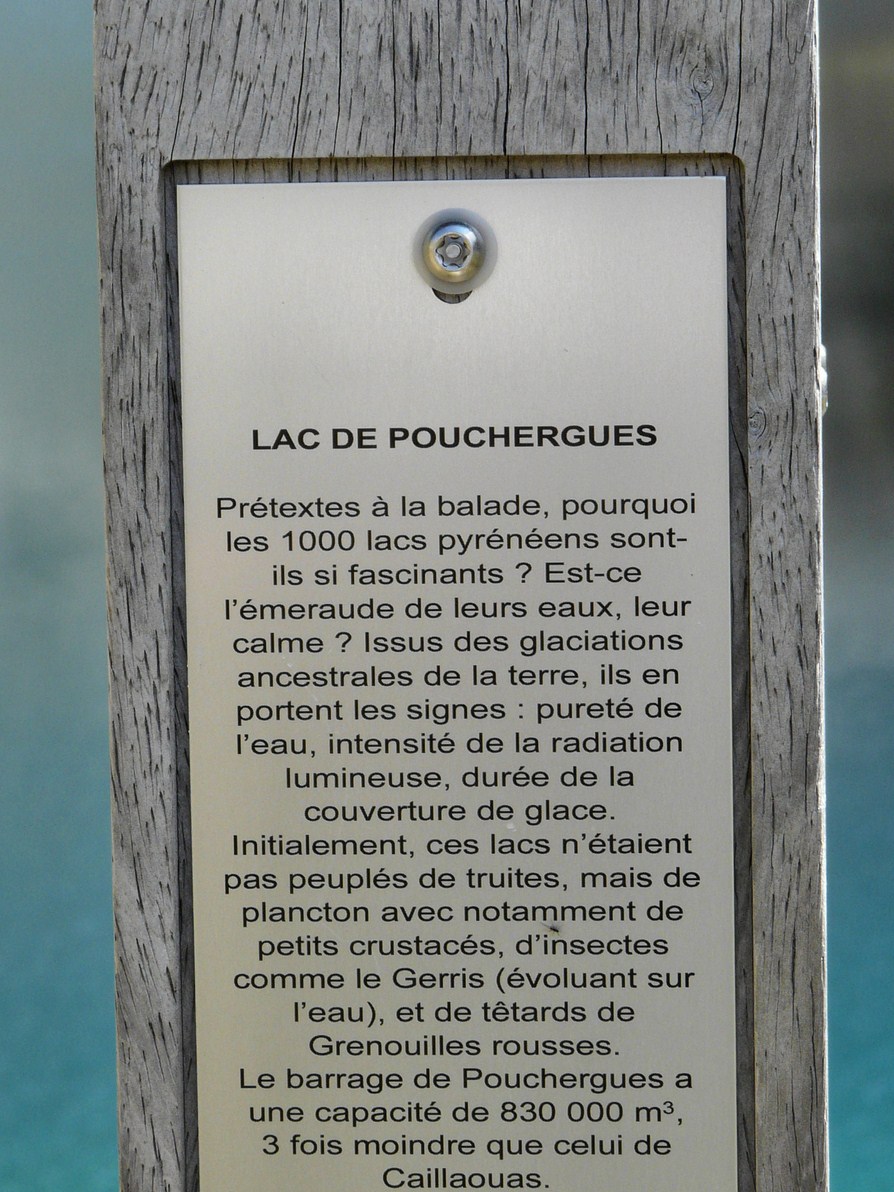 LAC DE POUCHERGUES
Prétextes à la balade, pourquoi
les 1000 lacs pyrénéens sont-
ils si fascinants ? Est-ce
l’émeraude de leurs eaux, leur
calme ? Issus des glaciations
ancestrales de la terre, ils en
portent les signes : pureté de
l’eau, intensité de la radiation
lumineuse, durée de la
couverture de glace.
Initialement, ces lacs n’étaient
pas peuplés de truites, mais de
plancton avec notamment de
petits crustacés, d’insectes
comme le Gerris (évoluant sur
l’eau), et de têtards de
Grenouilles rousses.
Le barrage de Pouchergues a
une capacité de 830 000 m³,
3 fois moindre que celui de
Caillaouas.